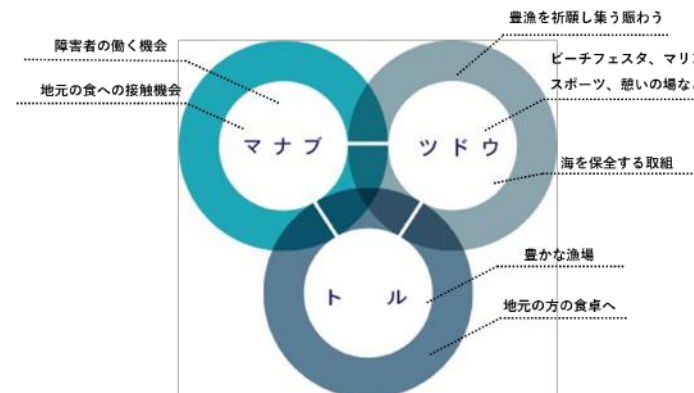 豊漁を祈願し集う賑わう
障害者の働く機会
ビーチフェスタ、マリン
スポーツ、憩いの場な
地元の食への接触機会
マナブ
ツドウ
海を保全する取組
豊かな漁場
トル
地元の方の食卓へ